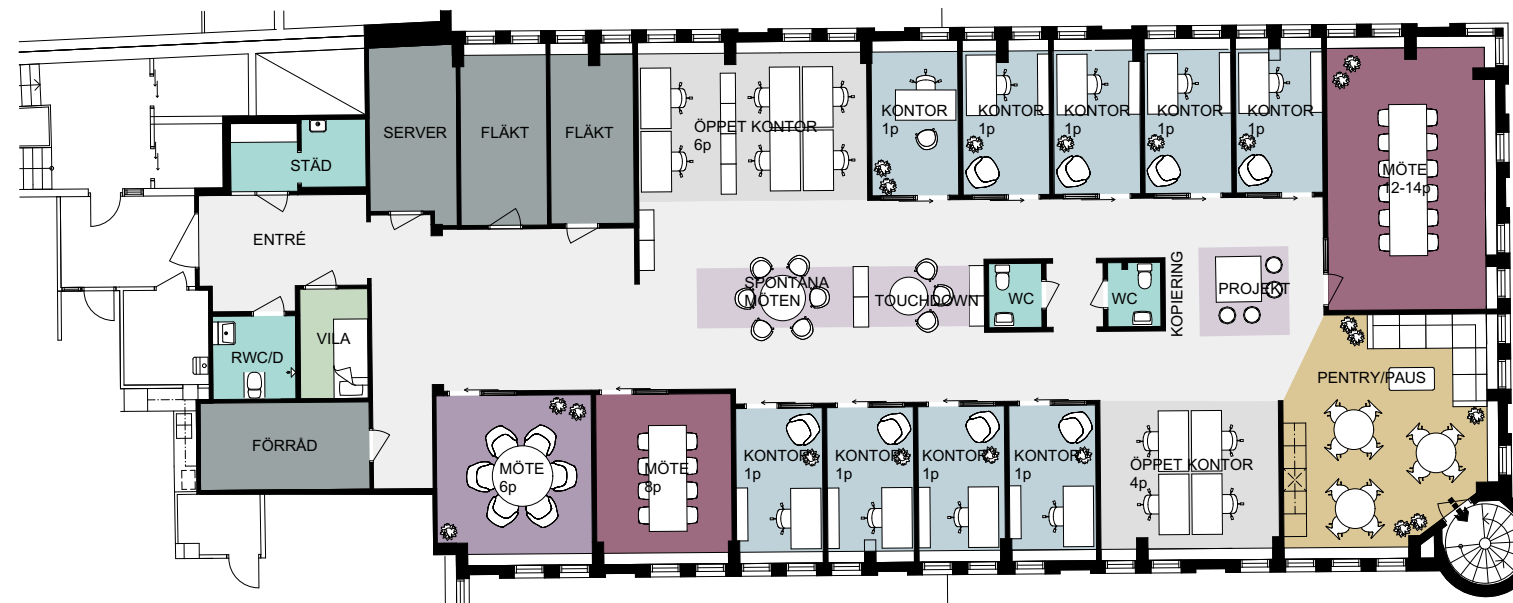 SERVER
FLÄKT
FLÄKT
ÖPPET KONTOR
6p
KONTOR
1p
KONTOR
1p
KONTOR
1p
KONTOR
1p
KONTOR
1p
MÖTE
12-14p
STÄD
ENTRÉ
SPONTANA
MÖTEN
TOUCHDOWN
WC
WC
KOPIERING
PROJEKT
RWC/D
VILA
PENTRY/PAUS
FÖRRÅD
MÖTE
6p
MÖTE
8p
KONTOR
1p
KONTOR
1p
KONTOR
1p
KONTOR
1p
ÖPPET KONTOR
4p